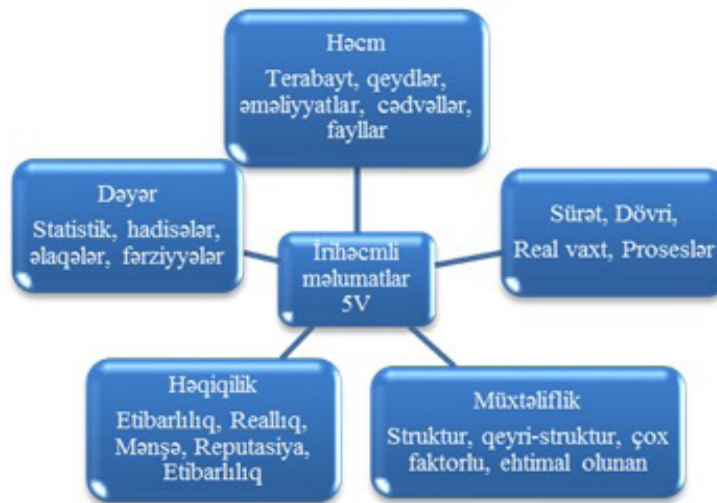 Həcm
Terabayt, qeydlər,
əməliyyatlar, cədvəllər,
fayllar
Dəyər
Statistik, hadisələr,
əlaqələr, fərziyyələr
Sürət, Dövri,
Real vaxt, Proseslər
İrihəcmli
məlumatlar
5V
Həqiqilik
Etibarlılıq, Reallıq,
Mənşə, Reputasiya,
Etibarlılıq
Müxtəliflik
Struktur, qeyri-struktur, çox
faktorlu, ehtimal olunan